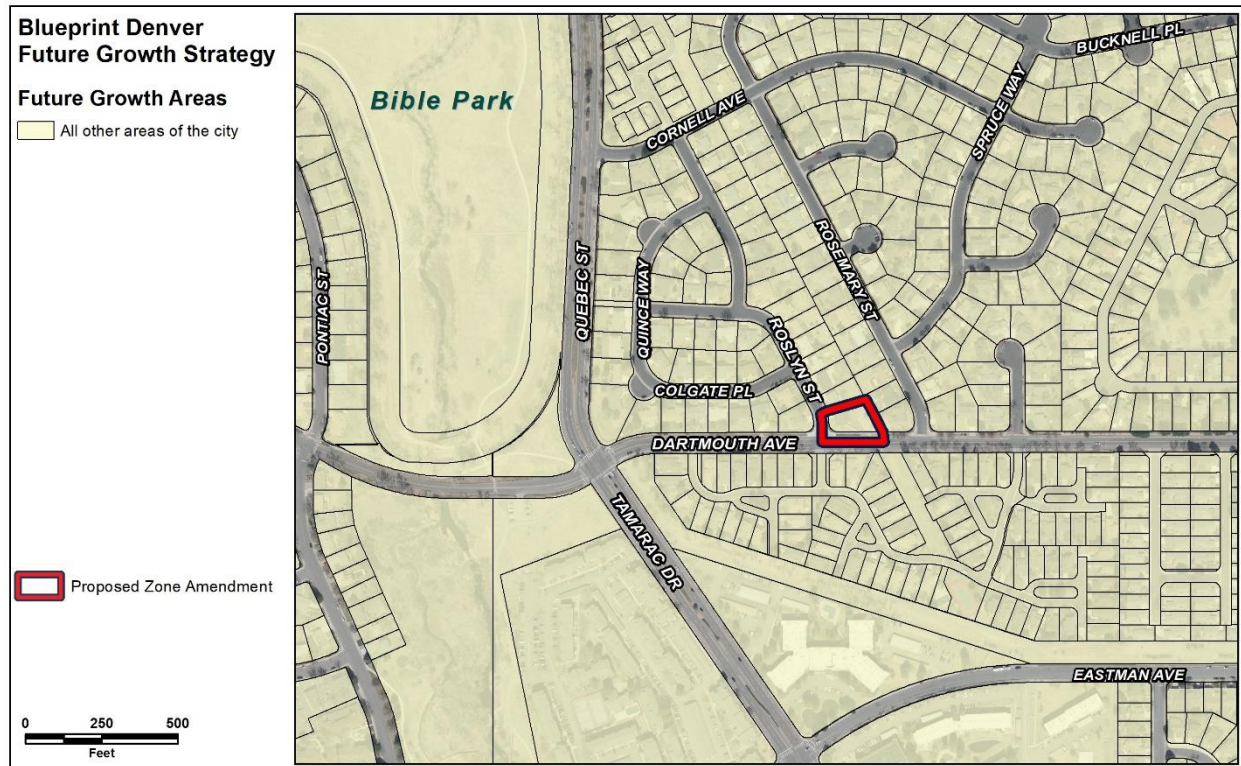 Blueprint Denver
Future Growth Strategy
Future Growth Areas
All other areas of the city
Proposed Zone Amendment
0 250 500
Feet
Bible Park
BUCKNELL PL
CORNELL AVE
SPRUCE WAY
PONTIAC ST
QUEBEC ST
QUINCE WAY
ROSEMARY ST
ROSLYN ST
COLGATE PL
DARTMOUTH AVE
TAMARAC DR
EASTMAN AVE